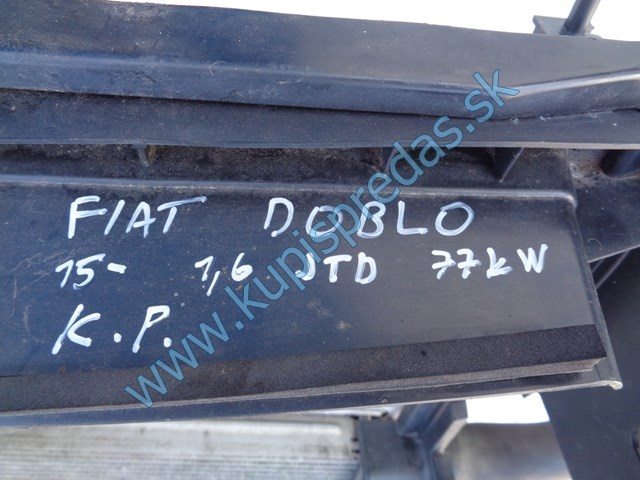 FIAT DOBLO
15- 1,6 JTD 77kW
K.P.
www.kupispredas.sk